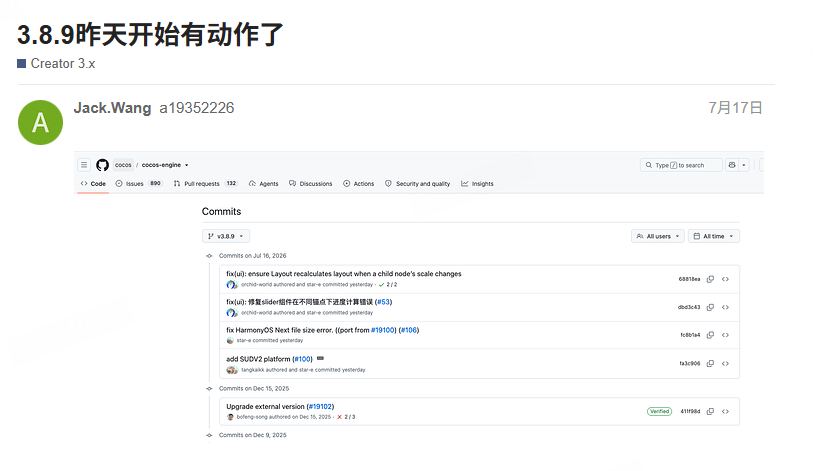 3.8.9昨天开始有动作了
Creator 3.x
A
Jack.Wang a19352226 7月17日
cocos / cocos-engine
Type / to search
Code Issues 890 Pull requests 132 Agents Discussions Actions Security and quality Insights
Commits
v3.8.9 All users All time
Commits on Jul 16, 2026
fix(ui): ensure Layout recalculates layout when a child node's scale changes
orchid-world authored and star-e committed yesterday · 2 / 2
68818ea
fix(ui): 修复slider组件在不同锚点下进度计算错误 (#53)
orchid-world authored and star-e committed yesterday
dbd3c43
fix HarmonyOS Next file size error. ((port from #19100) (#106)
star-e committed yesterday
fc8b1a4
add SUDV2 platform (#100)
tangkaikk authored and star-e committed yesterday
fa3c906
Commits on Dec 15, 2025
Upgrade external version (#19102)
bofeng-song authored on Dec 15, 2025 · 2 / 3
Verified 411f98d
Commits on Dec 9, 2025